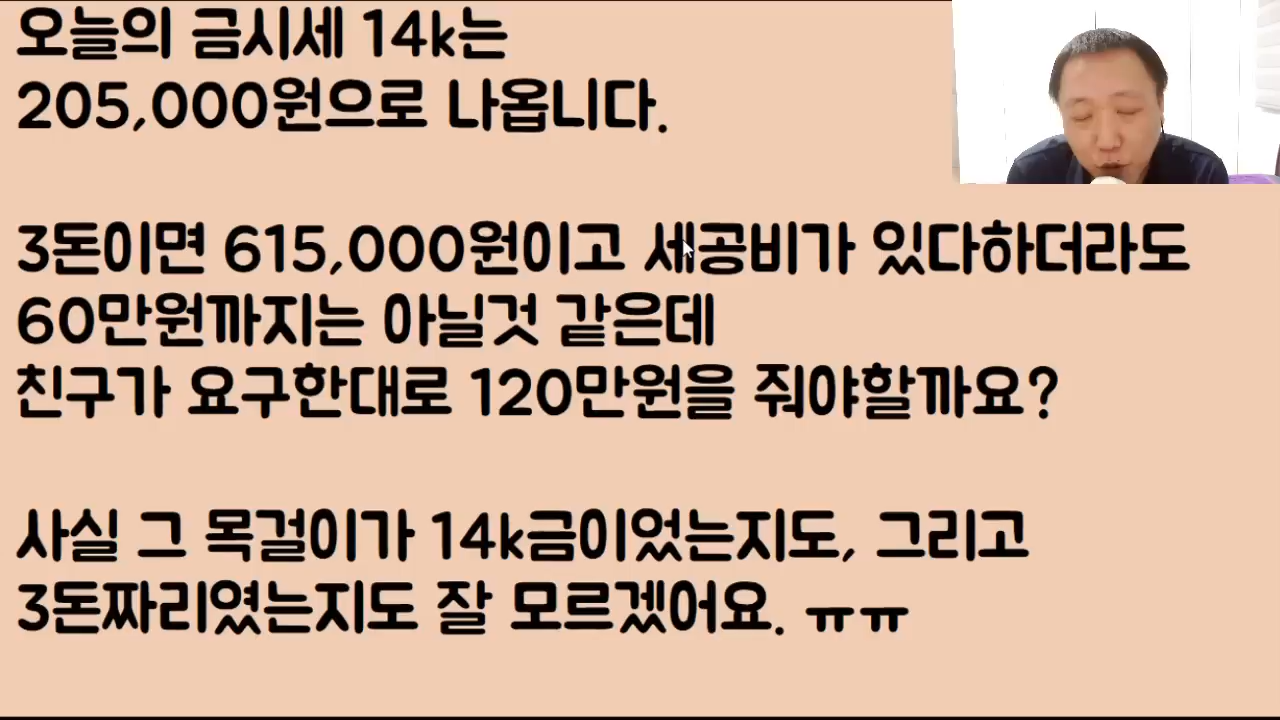 오늘의 금시세 14k는
205,000원으로 나옵니다.
3돈이면 615,000원이고 세공비가 있다하더라도
60만원까지는 아닐것 같은데
친구가 요구한대로 120만원을 줘야할까요?
사실 그 목걸이가 14k금이었는지도, 그리고
3돈짜리였는지도 잘 모르겠어요. ㅠㅠ